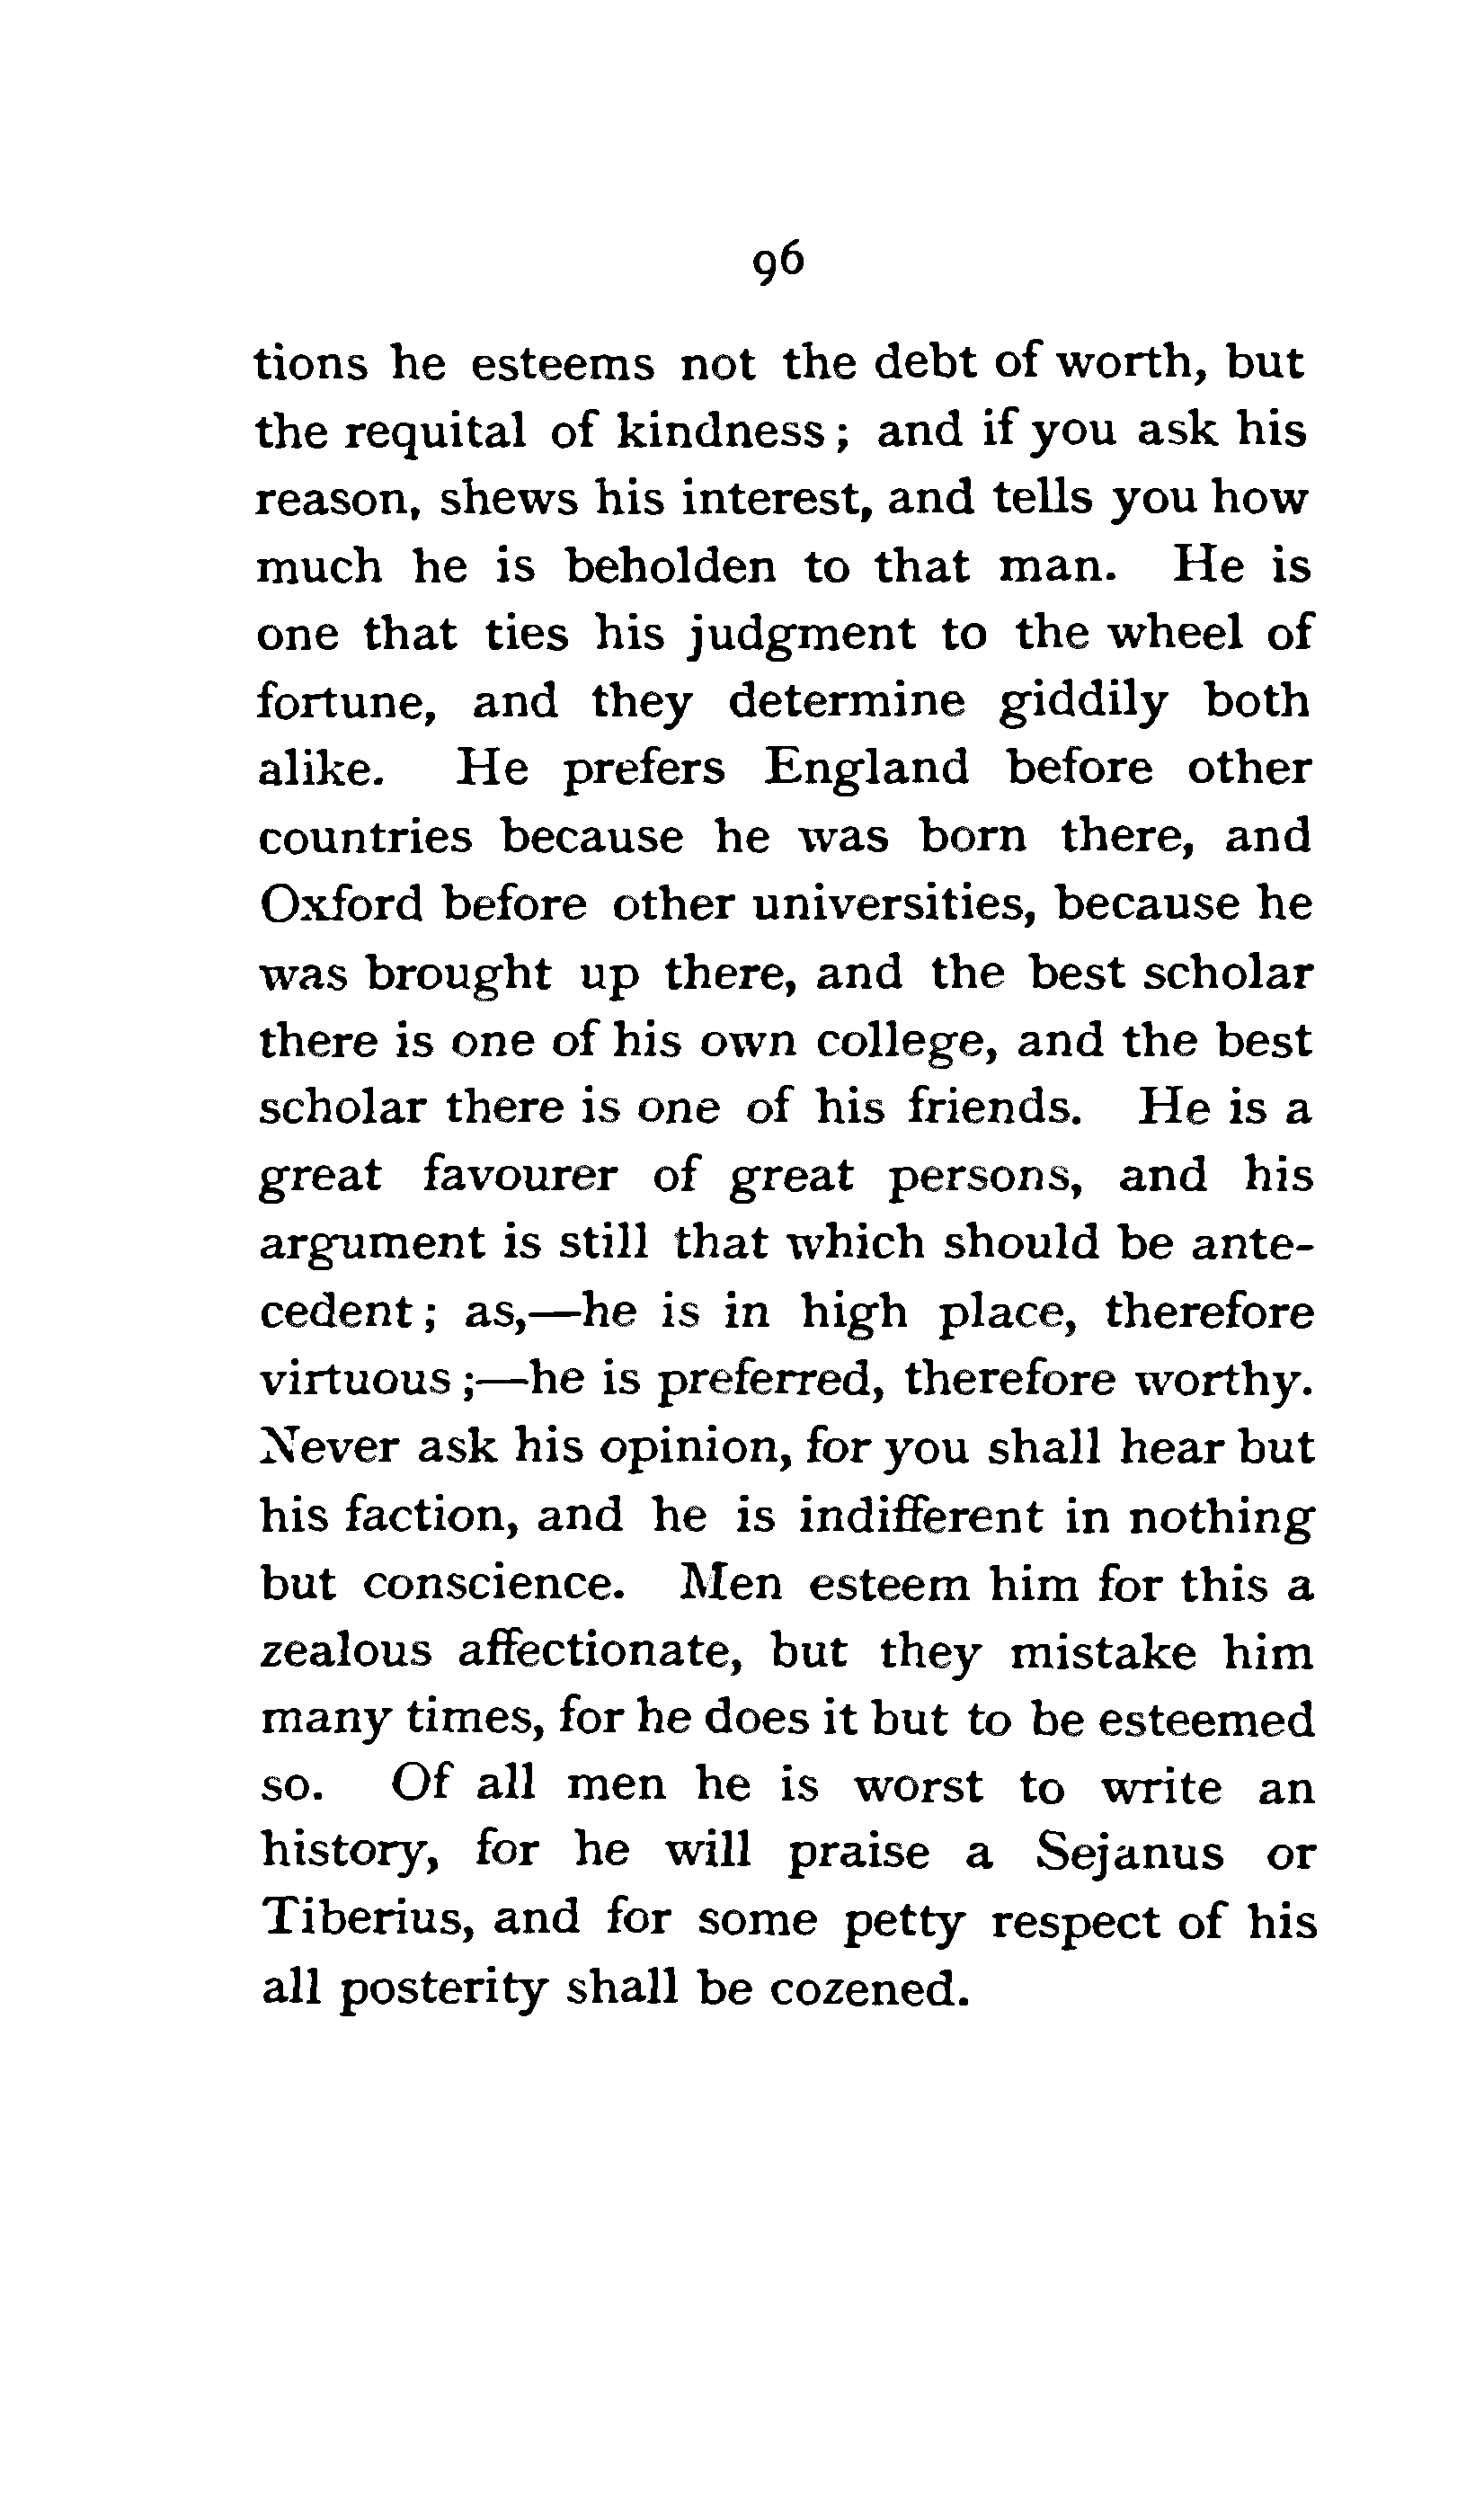 96
tions he esteems not the debt of worth, but
the requital of kindness ; and if you ask his
reason, shews his interest, and tells you how
much he is beholden to that man. He is
one that ties his judgment to the wheel of
fortune, and they determine giddily both
alike. He prefers England before other
countries because he was born there, and
Oxford before other universities, because he
was brought up there, and the best scholar
there is one of his own college, and the best
scholar there is one of his friends. He is a
great favourer of great persons, and his
argument is still that which should be ante-
cedent ; as,—he is in high place, therefore
virtuous ;—he is preferred, therefore worthy.
Never ask his opinion, for you shall hear but
his faction, and he is indifferent in nothing
but conscience. Men esteem him for this a
zealous affectionate, but they mistake him
many times, for he does it but to be esteemed
so. Of all men he is worst to write an
history, for he will praise a Sejanus or
Tiberius, and for some petty respect of his
all posterity shall be cozened.